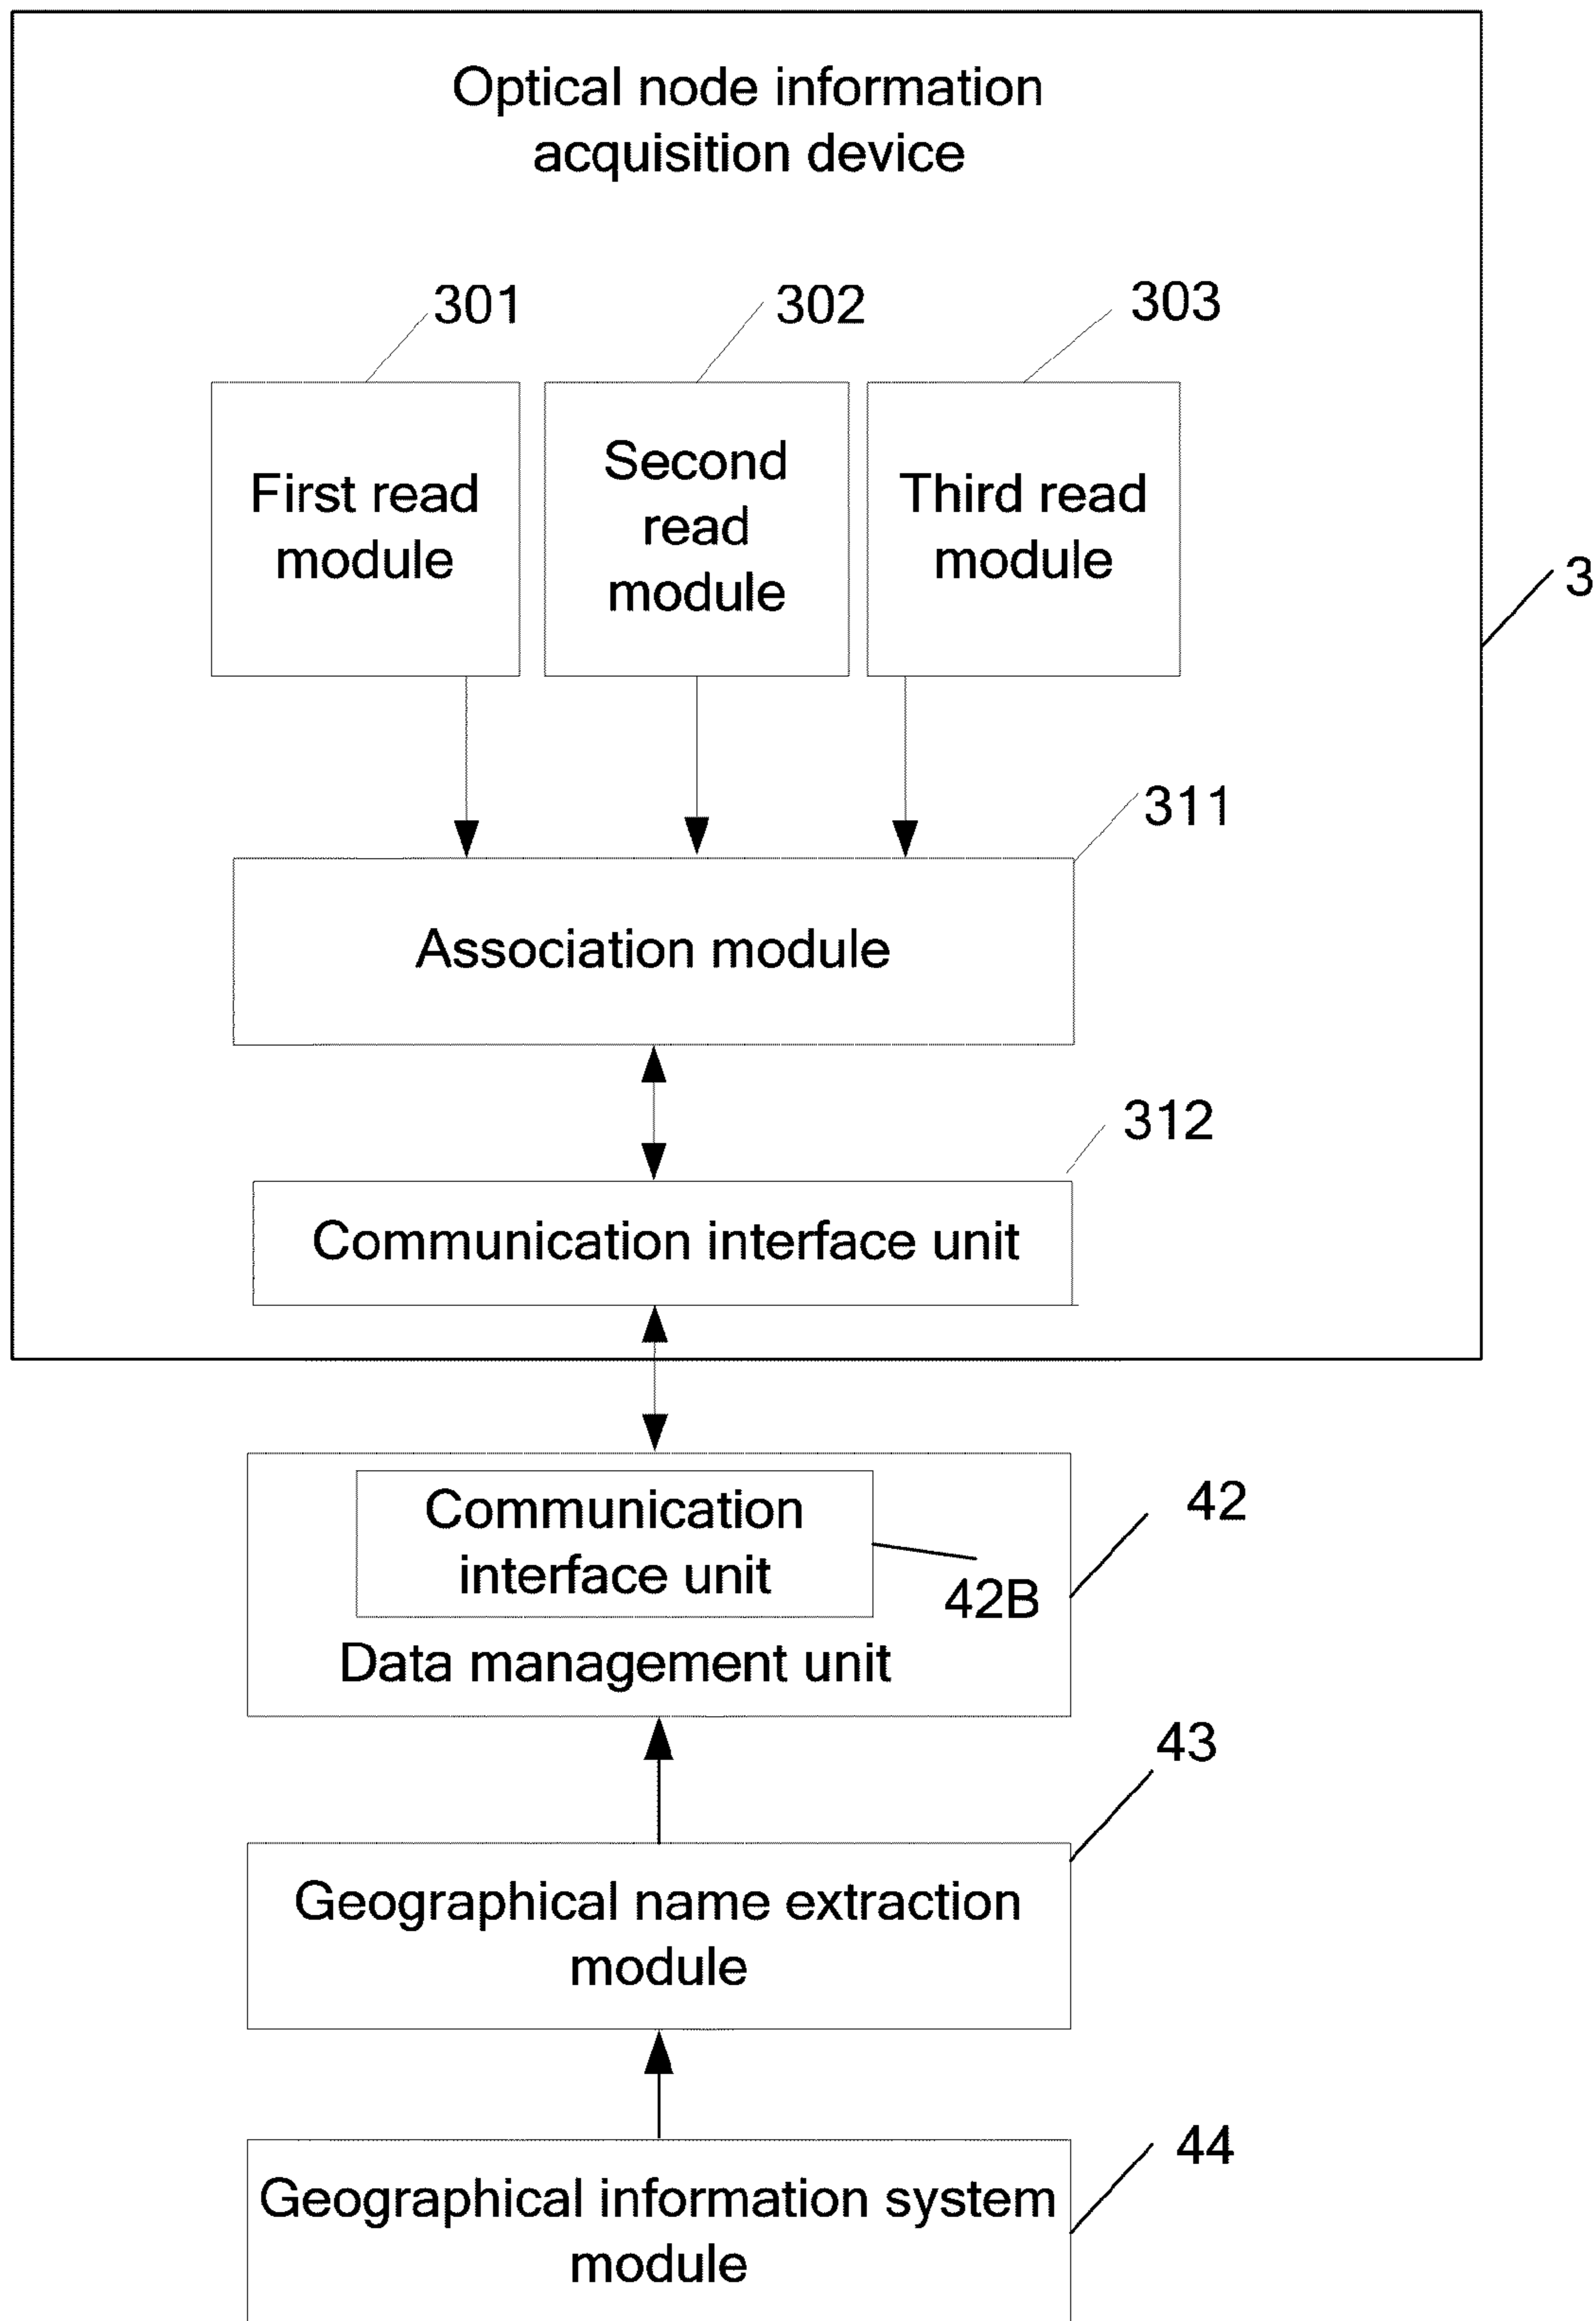 Optical node information
acquisition device
301
302
303
First read
module
Second
read
module
Third read
module
3
311
Association module
312
Communication interface unit
Communication
interface unit
42
42B
Data management unit
43
Geographical name extraction
module
44
Geographical information system
module